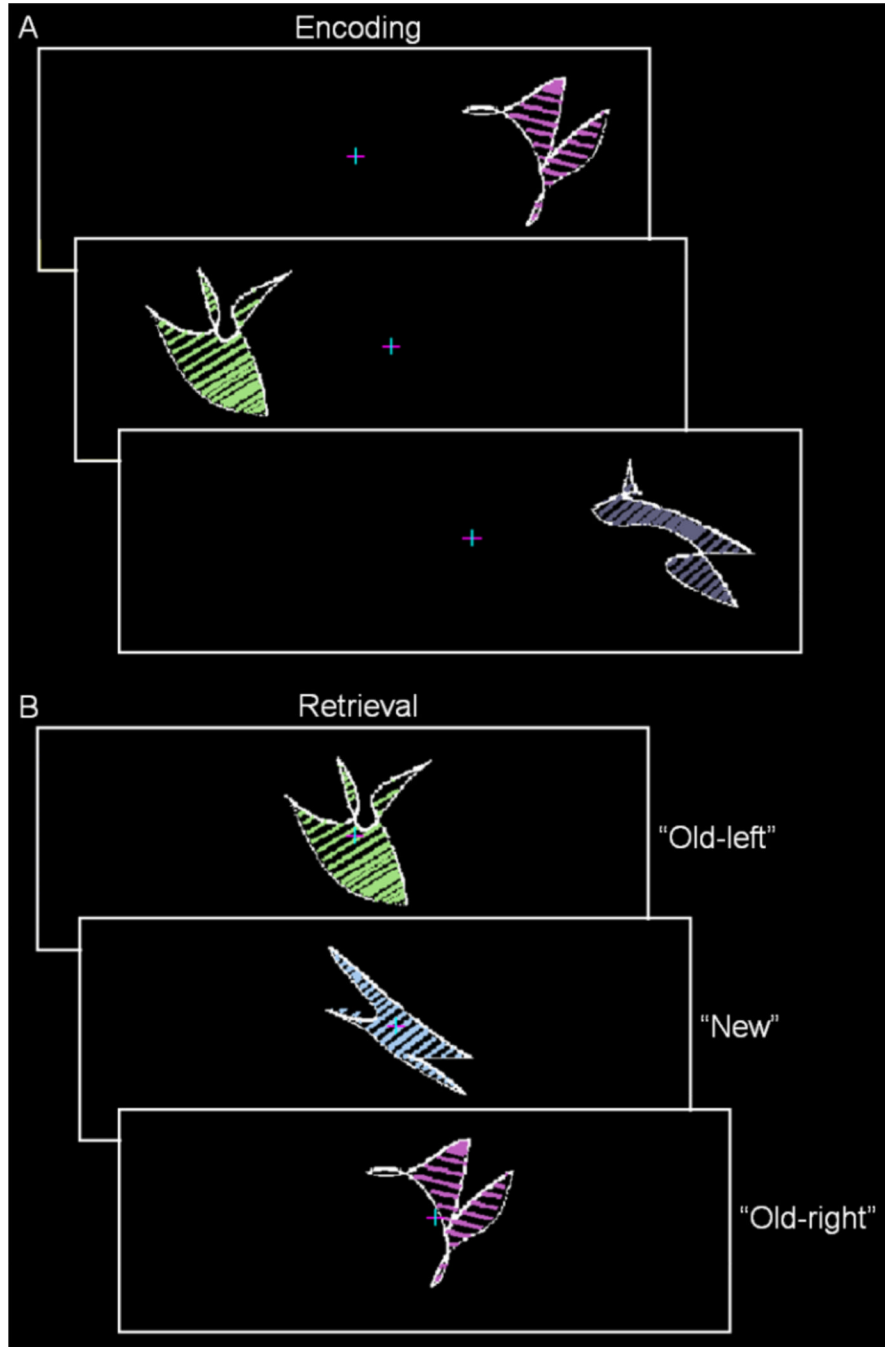 A
Encoding
B
Retrieval
“Old-left”
“New”
“Old-right”